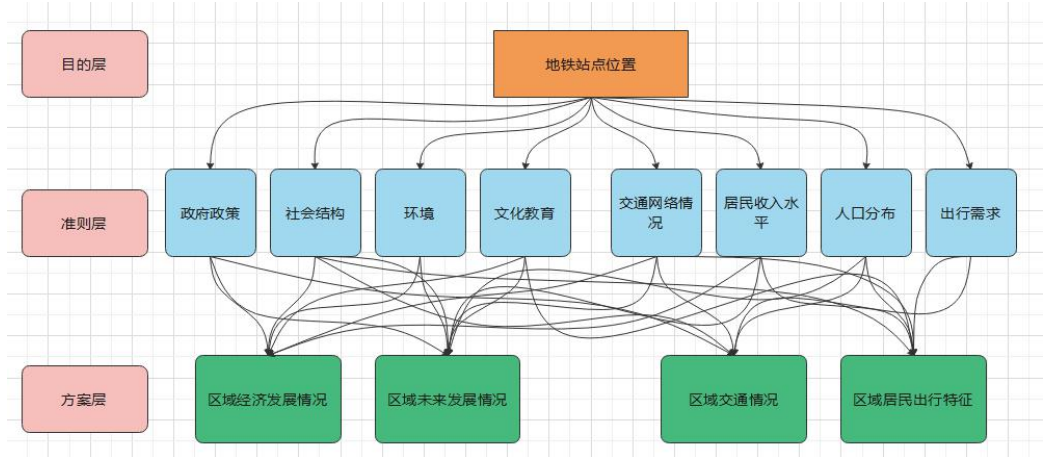 目的层
地铁站点位置
准则层
政府政策
社会结构
环境
文化教育
交通网络情
况
居民收入水
平
人口分布
出行需求
方案层
区域经济发展情况
区域未来发展情况
区域交通情况
区域居民出行特征